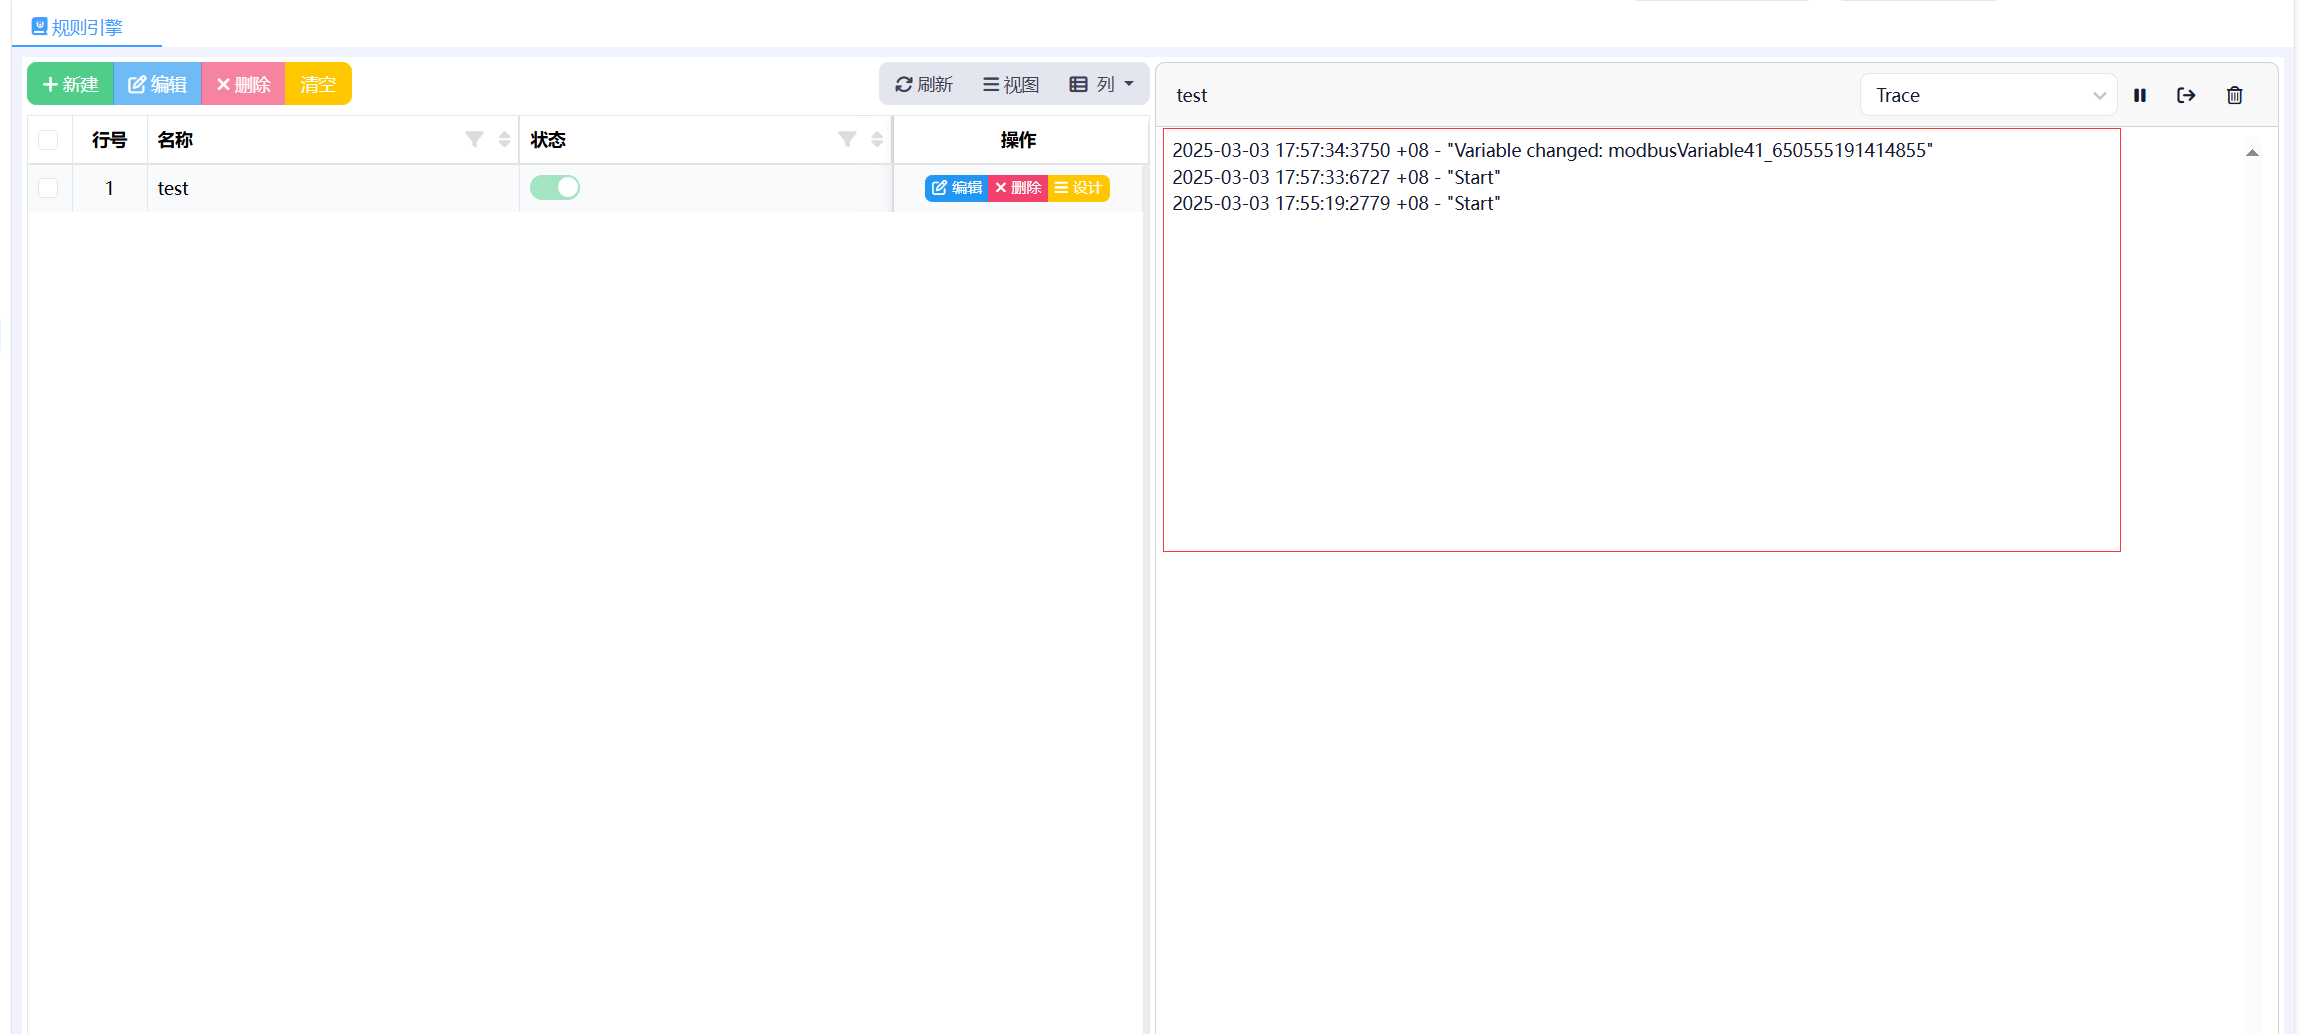 规则引擎
新建 编辑 删除 清空 刷新 视图 列
行号 名称 状态 操作
1 test 编辑 删除 设计
test Trace
2025-03-03 17:57:34:3750 +08 - "Variable changed: modbusVariable41_650555191414855"
2025-03-03 17:57:33:6727 +08 - "Start"
2025-03-03 17:55:19:2779 +08 - "Start"